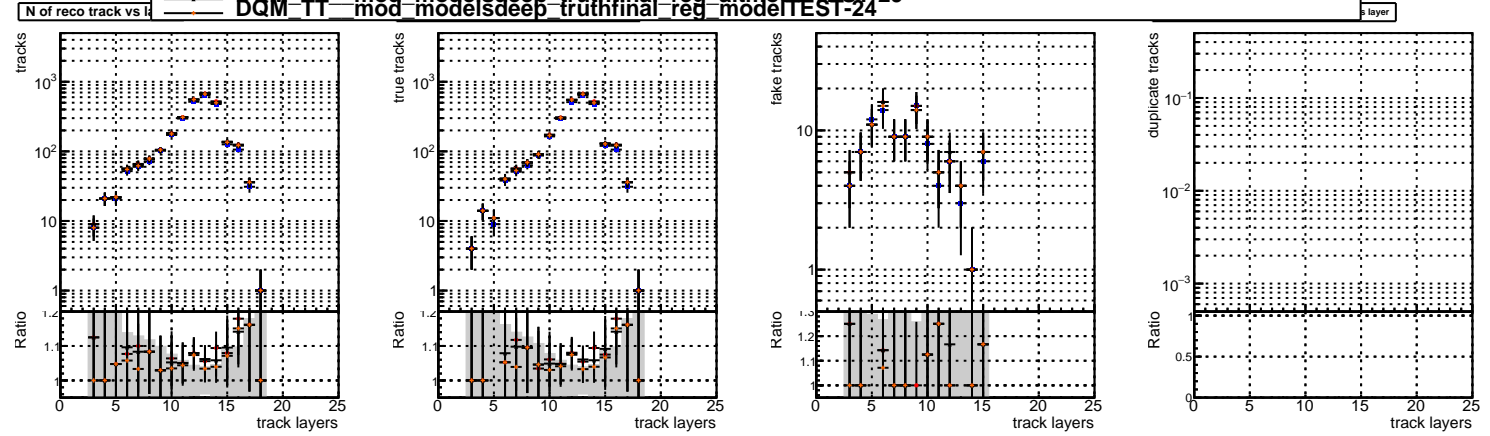 N of reco track vs la
DQM_TT__mod_modelsdeep_truthfinal_reg_modelTEST-24
s layer
tracks
10³
10²
10
1
Ratio
1.2
1.1
1
0 5 10 15 20 25
track layers
true tracks
10³
10²
10
1
Ratio
1.2
1.1
1
0 5 10 15 20 25
track layers
fake tracks
10
1
Ratio
1.3
1.2
1.1
1
0 5 10 15 20 25
track layers
duplicate tracks
10⁻¹
10⁻²
10⁻³
Ratio
1
0.5
0
0 5 10 15 20 25
track layers